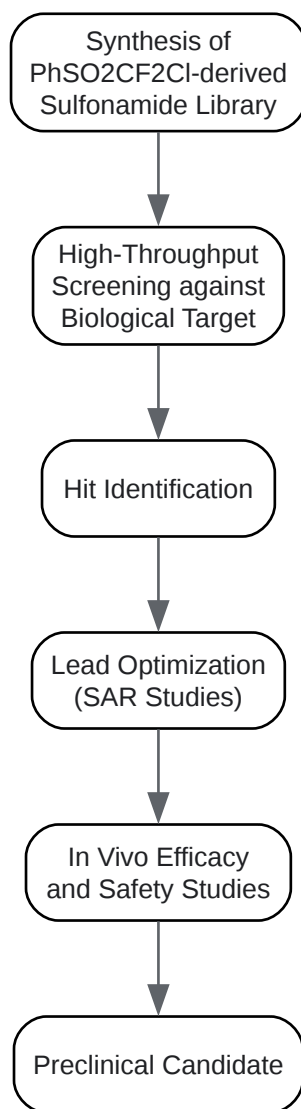 Synthesis of
PhSO2CF2Cl-derived
Sulfonamide Library
High-Throughput
Screening against
Biological Target
Hit Identification
Lead Optimization
(SAR Studies)
In Vivo Efficacy
and Safety Studies
Preclinical Candidate